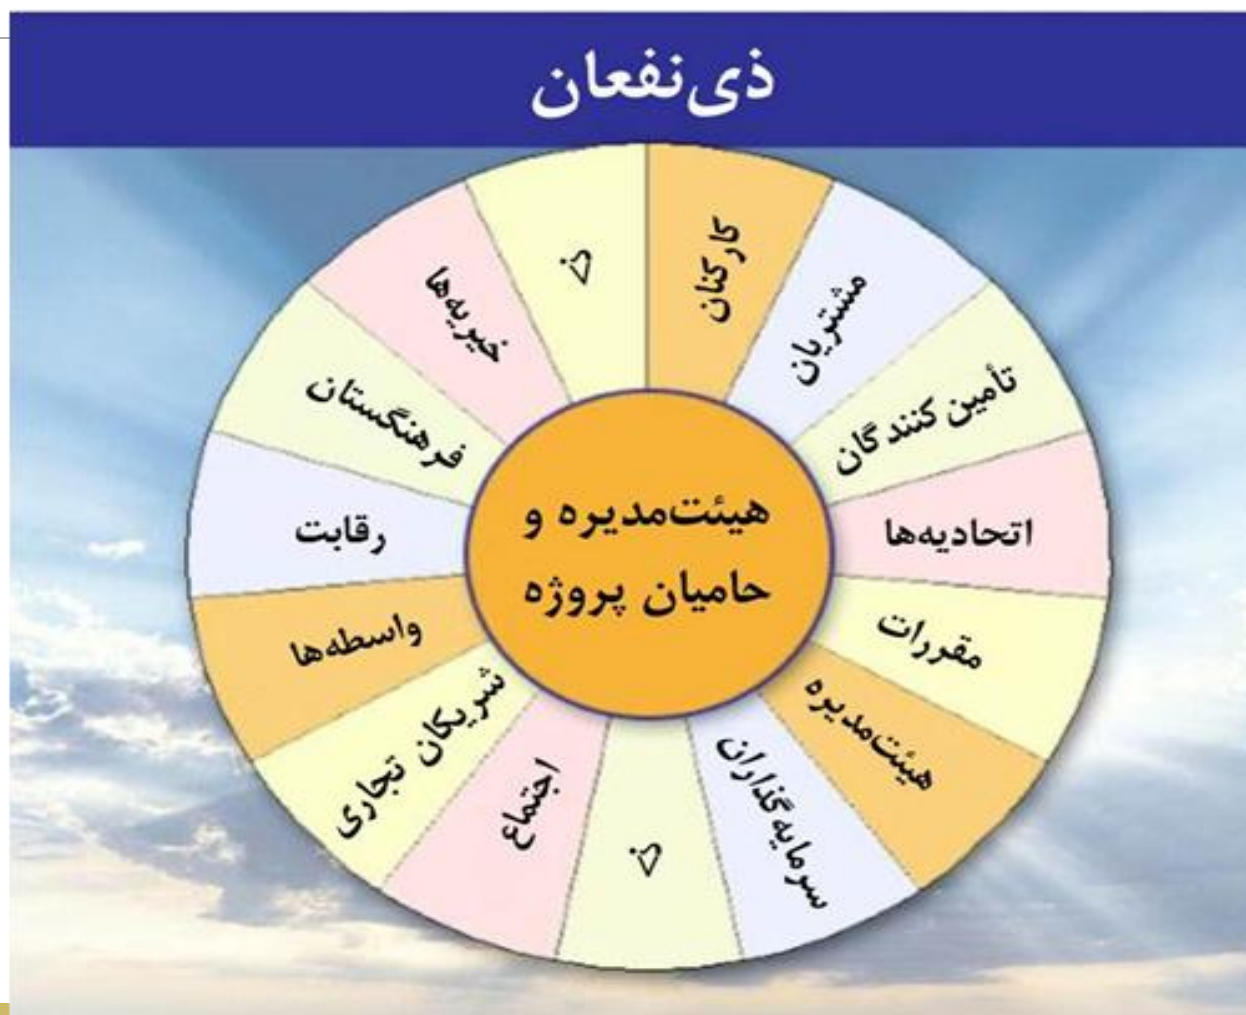 ذی‌نفعان
کارکنان
مشتریان
تأمین کنندگان
اتحادیه‌ها
مقررات
هیئت‌مدیره
سرمایه‌گذاران
اجتماع
شریکان تجاری
واسطه‌ها
رقابت
فرهنگستان
خیریه‌ها
هیئت‌مدیره و
حامیان پروژه